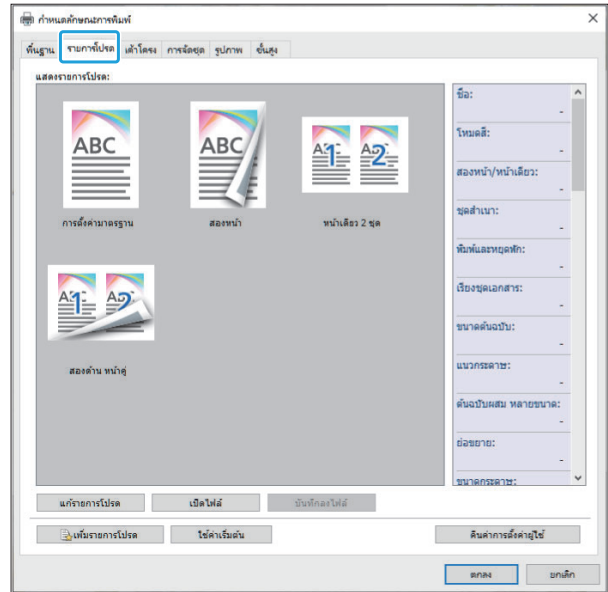 กำหนดลักษณะการพิมพ์
พื้นฐาน รายการโปรด เค้าโครง การจัดชุด รูปภาพ ขั้นสูง
แสดงรายการโปรด:
ABC
ABC
1 2
การตั้งค่ามาตรฐาน
สองหน้า
หน้าเดียว 2 ชุด
1 2
สองด้าน หน้าคู่
ชื่อ:
-
โหมดสี:
-
สองหน้า/หน้าเดียว:
-
ชุดสำเนา:
-
พิมพ์และหยุดพัก:
-
เรียงชุดเอกสาร:
-
ขนาดต้นฉบับ:
-
แนวกระดาษ:
-
ต้นฉบับผสม หลายขนาด:
-
ย่อขยาย:
-
ขนาดกระดาษ:
แก้รายการโปรด เปิดไฟล์ บันทึกลงไฟล์
เพิ่มรายการโปรด ใช้ค่าเริ่มต้น คืนค่าการตั้งค่าผู้ใช้
ตกลง ยกเลิก